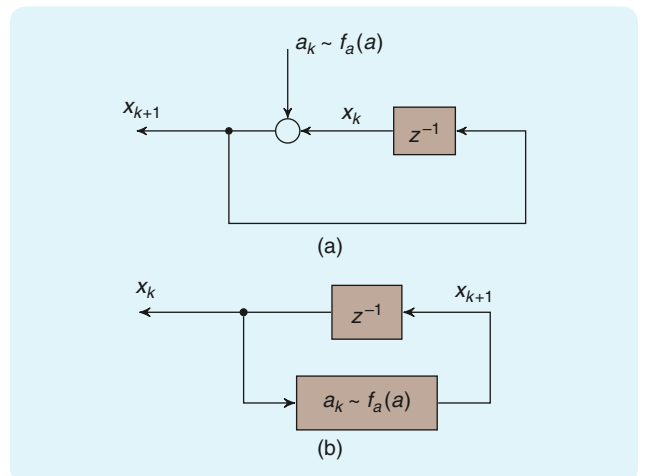 a_k ~ f_a(a)
x_{k+1}
x_k
z^{-1}
(a)
x_k
z^{-1}
x_{k+1}
a_k ~ f_a(a)
(b)